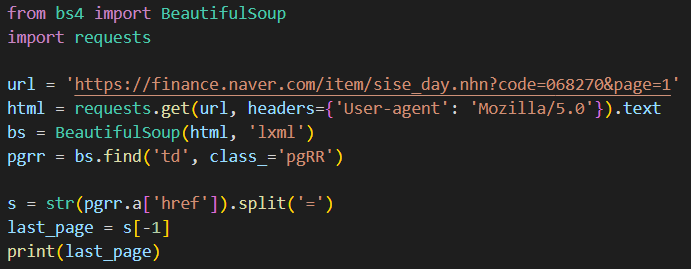 from bs4 import BeautifulSoup
import requests
url = 'https://finance.naver.com/item/sise_day.nhn?code=068270&page=1'
html = requests.get(url, headers={'User-agent': 'Mozilla/5.0'}).text
bs = BeautifulSoup(html, 'lxml')
pgrr = bs.find('td', class_='pgRR')
s = str(pgrr.a['href']).split('=')
last_page = s[-1]
print(last_page)